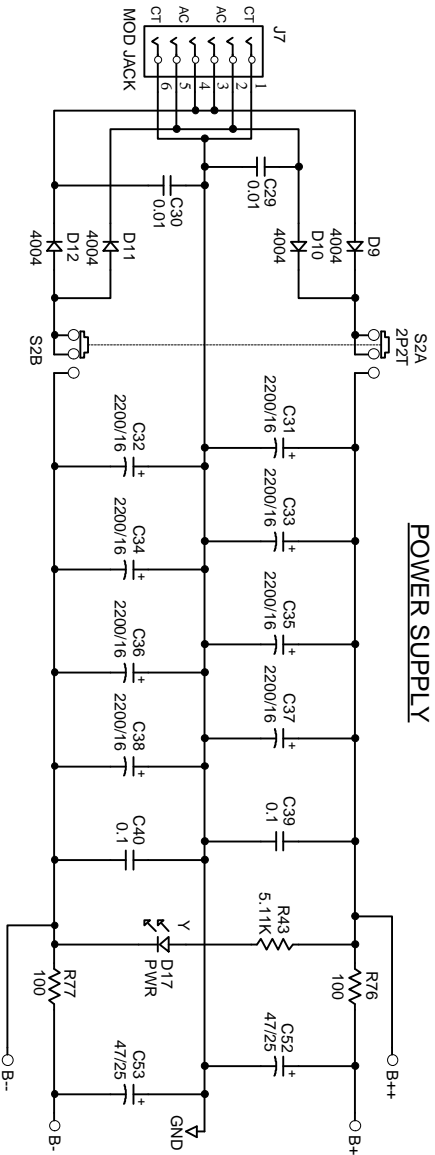 POWER SUPPLY
J7
CT
AC
AC
CT
MOD JACK
1
2
3
4
5
6
C29
0.01
C30
0.01
D9
4004
D10
4004
D11
4004
D12
4004
S2A
2P2T
S2B
C31
2200/16
+
C32
2200/16
+
C33
2200/16
+
C34
2200/16
+
C35
2200/16
+
C36
2200/16
+
C37
2200/16
+
C38
2200/16
+
C39
0.1
C40
0.1
R43
5.11K
Y
D17
PWR
R76
100
R77
100
C52
47/25
+
C53
47/25
+
B++
B+
GND
B-
B--